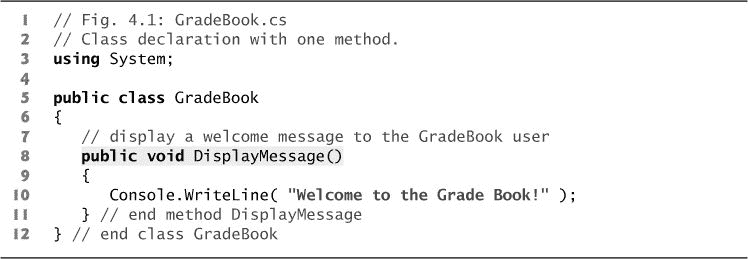 1 // Fig. 4.1: GradeBook.cs
2 // Class declaration with one method.
3 using System;
4
5 public class GradeBook
6 {
7 // display a welcome message to the GradeBook user
8 public void DisplayMessage()
9 {
10 Console.WriteLine( "Welcome to the Grade Book!" );
11 } // end method DisplayMessage
12 } // end class GradeBook